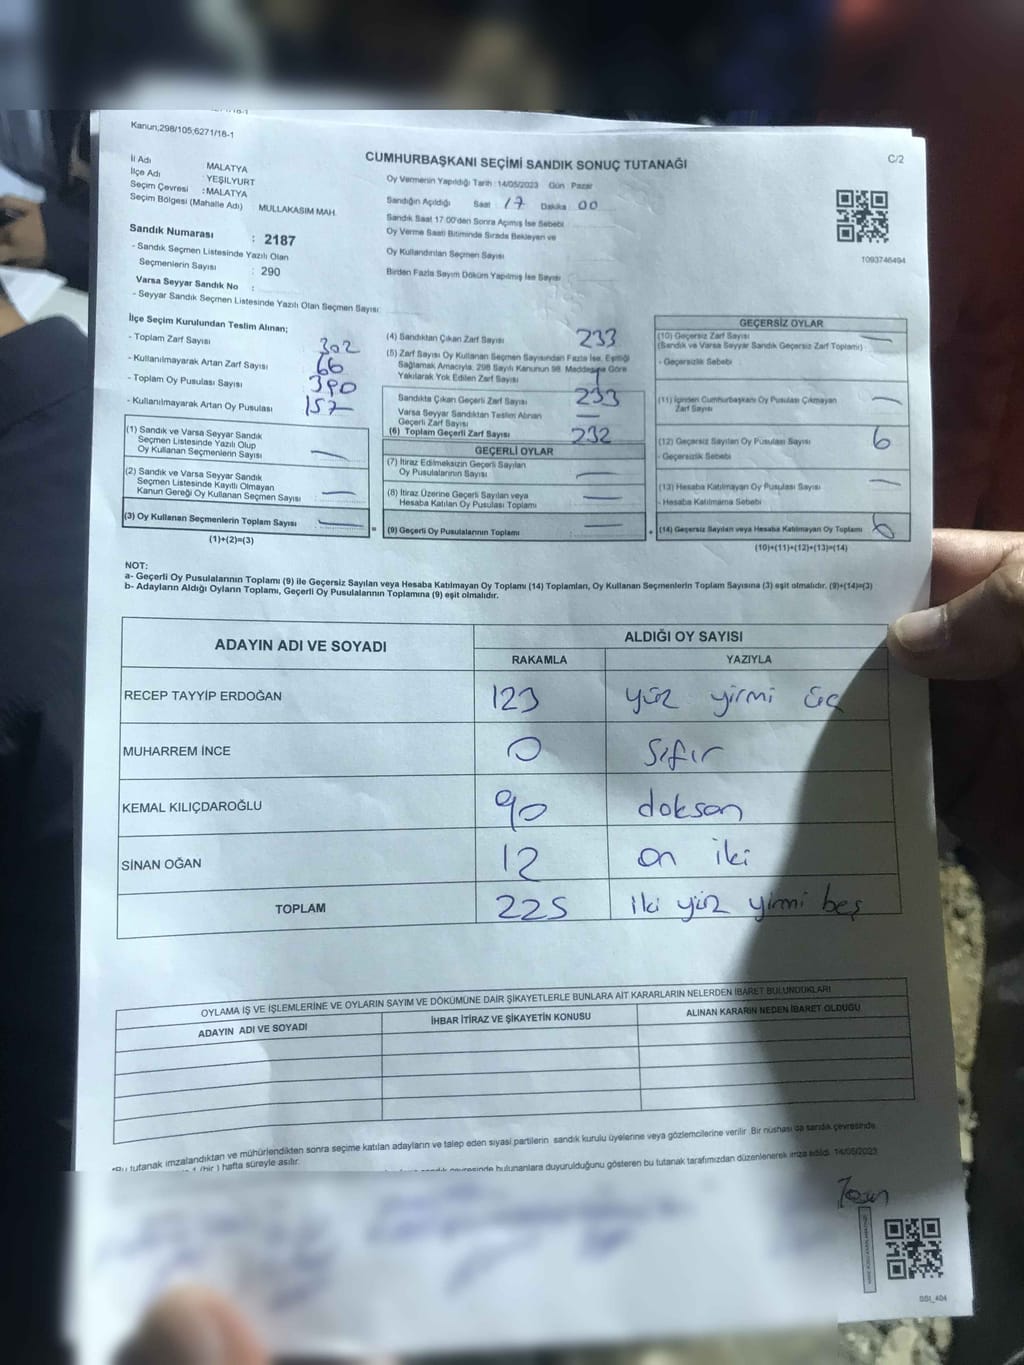 Kanun;298/105;6271/18-1
CUMHURBAŞKANI SEÇİMİ SANDIK SONUÇ TUTANAĞI
C/2
İl Adı : MALATYA
İlçe Adı : YEŞİLYURT
Seçim Çevresi : MALATYA
Seçim Bölgesi (Mahalle Adı) MULLAKASIM MAH.
Sandık Numarası : 2187
- Sandık Seçmen Listesinde Yazılı Olan
Seçmenlerin Sayısı : 290
Varsa Seyyar Sandık No :
- Seyyar Sandık Seçmen Listesinde Yazılı Olan Seçmen Sayısı:
Oy Vermenin Yapıldığı Tarih :14/05/2023 Gün Pazar
Sandığın Açıldığı Saat 17 Dakika 00
Sandık Saat 17.00'den Sonra Açımış İse Sebebi
Oy Verme Saati Bitiminde Sırada Bekleyen ve
Oy Kullandırılan Seçmen Sayısı
Birden Fazla Sayım Döküm Yapılmış İse Sayısı
1093746494
İlçe Seçim Kurulundan Teslim Alınan;
- Toplam Zarf Sayısı 302
- Kullanılmayarak Artan Zarf Sayısı 66
- Toplam Oy Pusulası Sayısı 390
- Kullanılmayarak Artan Oy Pusulası 157
(1) Sandık ve Varsa Seyyar Sandık
Seçmen Listesinde Yazılı Olup
Oy Kullanan Seçmenlerin Sayısı —
(2) Sandık ve Varsa Seyyar Sandık
Seçmen Listesinde Kayıtlı Olmayan
Kanun Gereği Oy Kullanan Seçmen Sayısı —
(3) Oy Kullanan Seçmenlerin Toplam Sayısı —
(1)+(2)=(3)
(4) Sandıktan Çıkan Zarf Sayısı 233
(5) Zarf Sayısı Oy Kullanan Seçmen Sayısından Fazla İse, Eşitliği
Sağlamak Amacıyla, 298 Sayılı Kanunun 98. Maddesine Göre
Yakılarak Yok Edilen Zarf Sayısı
Sandıkta Çıkan Geçerli Zarf Sayısı 233
Varsa Seyyar Sandıktan Teslim Alınan
Geçerli Zarf Sayısı —
(6) Toplam Geçerli Zarf Sayısı 232
GEÇERLİ OYLAR
(7) İtiraz Edilmeksizin Geçerli Sayılan
Oy Pusulalarının Sayısı —
(8) İtiraz Üzerine Geçerli Sayılan veya
Hesaba Katılan Oy Pusulası Toplamı —
(9) Geçerli Oy Pusulalarının Toplamı —
GEÇERSİZ OYLAR
(10) Geçersiz Zarf Sayısı —
(Sandık ve Varsa Seyyar Sandık Geçersiz Zarf Toplamı)
- Geçersizlik Sebebi
(11) İçinden Cumhurbaşkanı Oy Pusulası Çıkmayan
Zarf Sayısı —
(12) Geçersiz Sayılan Oy Pusulası Sayısı 6
- Geçersizlik Sebebi
(13) Hesaba Katılmayan Oy Pusulası Sayısı —
- Hesaba Katılmama Sebebi
(14) Geçersiz Sayılan veya Hesaba Katılmayan Oy Toplamı 6
(10)+(11)+(12)+(13)=(14)
NOT:
a- Geçerli Oy Pusulalarının Toplamı (9) ile Geçersiz Sayılan veya Hesaba Katılmayan Oy Toplamı (14) Toplamları, Oy Kullanan Seçmenlerin Toplam Sayısına (3) eşit olmalıdır. (9)+(14)=(3)
b- Adayların Aldığı Oyların Toplamı, Geçerli Oy Pusulalarının Toplamına (9) eşit olmalıdır.
ADAYIN ADI VE SOYADI ALDIĞI OY SAYISI
RAKAMLA YAZIYLA
RECEP TAYYİP ERDOĞAN 123 yüz yirmi üç
MUHARREM İNCE 0 sıfır
KEMAL KILIÇDAROĞLU 90 doksan
SİNAN OĞAN 12 on iki
TOPLAM 225 iki yüz yirmi beş
OYLAMA İŞ VE İŞLEMLERİNE VE OYLARIN SAYIM VE DÖKÜMÜNE DAİR ŞİKAYETLERLE BUNLARA AİT KARARLARIN NELERDEN İBARET BULUNDUKLARI
ADAYIN ADI VE SOYADI İHBAR İTİRAZ VE ŞİKAYETİN KONUSU ALINAN KARARIN NEDEN İBARET OLDUĞU
*Bu tutanak imzalandıktan ve mühürlendikten sonra seçime katılan adayların ve talep eden siyasi partilerin sandık kurulu üyelerine veya gözlemcilerine verilir .Bir nüshası da sandık çevresinde
1 (bir ) hafta süreyle asılır.
çevresinde bulunanlara duyurulduğunu gösteren bu tutanak tarafımızdan düzenlenerek imza edildi. 14/05/2023